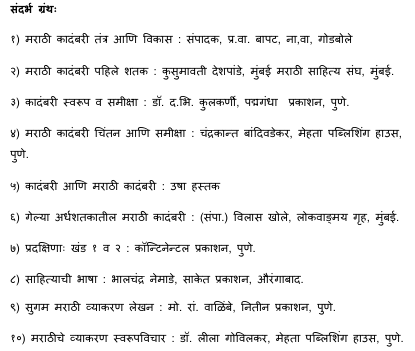 संदर्भ ग्रंथः
१) मराठी कादंबरी तंत्र आणि विकास : संपादक, प्र.वा. बापट, ना,वा, गोडबोले
२) मराठी कादंबरी पहिले शतक : कुसुमावती देशपांडे, मुंबई मराठी साहित्य संघ, मुंबई.
३) कादंबरी स्वरूप व समीक्षा : डॉ. द.भि. कुलकर्णी, पद्मगंधा प्रकाशन, पुणे.
४) मराठी कादंबरी चिंतन आणि समीक्षा : चंद्रकान्त बांदिवडेकर, मेहता पब्लिशिंग हाउस,
पुणे.
५) कादंबरी आणि मराठी कादंबरी : उषा हस्तक
६) गेल्या अर्धशतकातील मराठी कादंबरी : (संपा.) विलास खोले, लोकवाङ्मय गृह, मुंबई.
७) प्रदक्षिणाः खंड १ व २ : कॉन्टिनेन्टल प्रकाशन, पुणे.
८) साहित्याची भाषा : भालचंद्र नेमाडे, साकेत प्रकाशन, औरंगाबाद.
९) सुगम मराठी व्याकरण लेखन : मो. रां. वाळिंबे, नितीन प्रकाशन, पुणे.
१०) मराठीचे व्याकरण स्वरुपविचार : डॉ. लीला गोविलकर, मेहता पब्लिशिंग हाउस, पुणे.